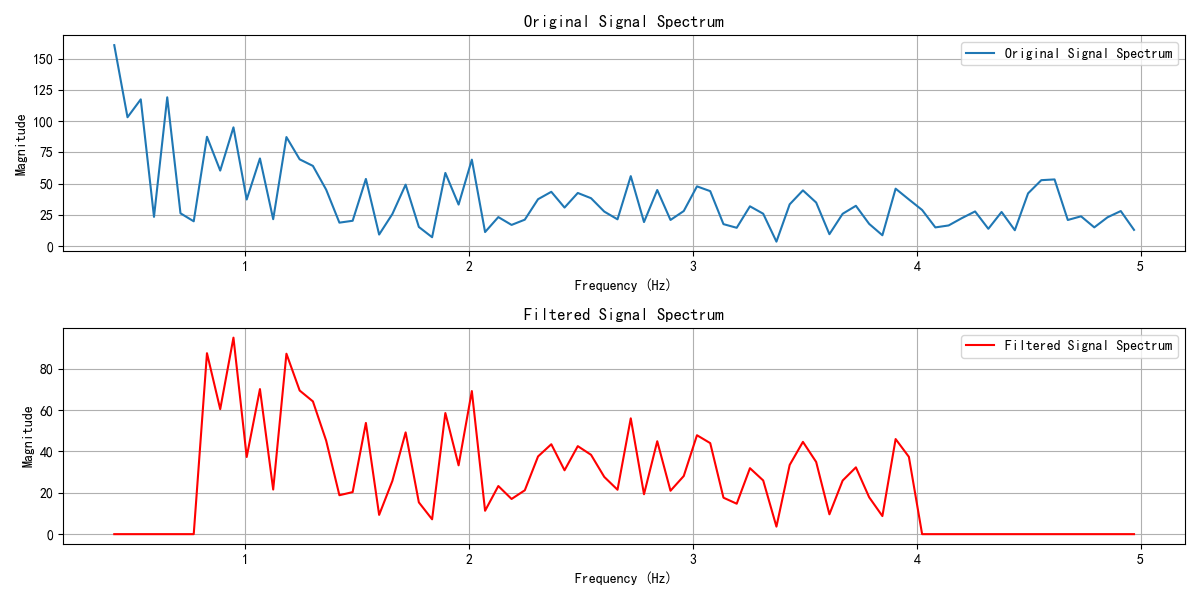 Original Signal Spectrum
Original Signal Spectrum
150
125
100
75
50
25
0
Magnitude
1 2 3 4 5
Frequency (Hz)
Filtered Signal Spectrum
Filtered Signal Spectrum
80
60
40
20
0
Magnitude
1 2 3 4 5
Frequency (Hz)